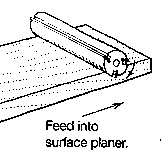 Feed into
surface planer.